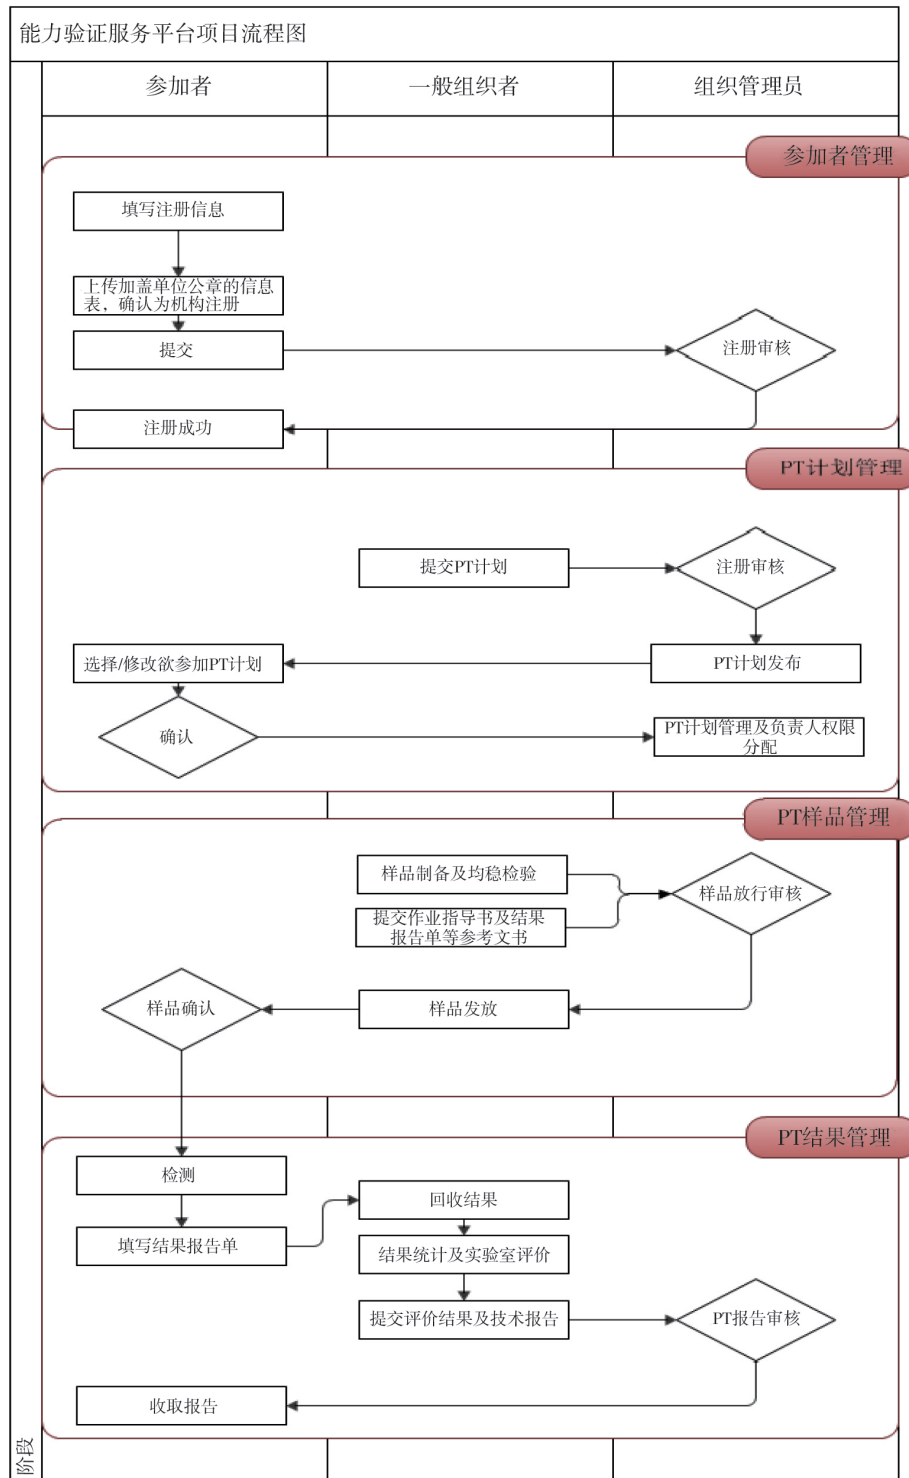 能力验证服务平台项目流程图
参加者
一般组织者
组织管理员
参加者管理
填写注册信息
上传加盖单位公章的信息
表，确认为机构注册
提交
注册审核
注册成功
PT计划管理
提交PT计划
注册审核
选择/修改欲参加PT计划
PT计划发布
确认
PT计划管理及负责人权限
分配
PT样品管理
样品制备及均稳检验
样品放行审核
提交作业指导书及结果
报告单等参考文书
样品确认
样品发放
PT结果管理
检测
回收结果
填写结果报告单
结果统计及实验室评价
提交评价结果及技术报告
PT报告审核
收取报告
阶段